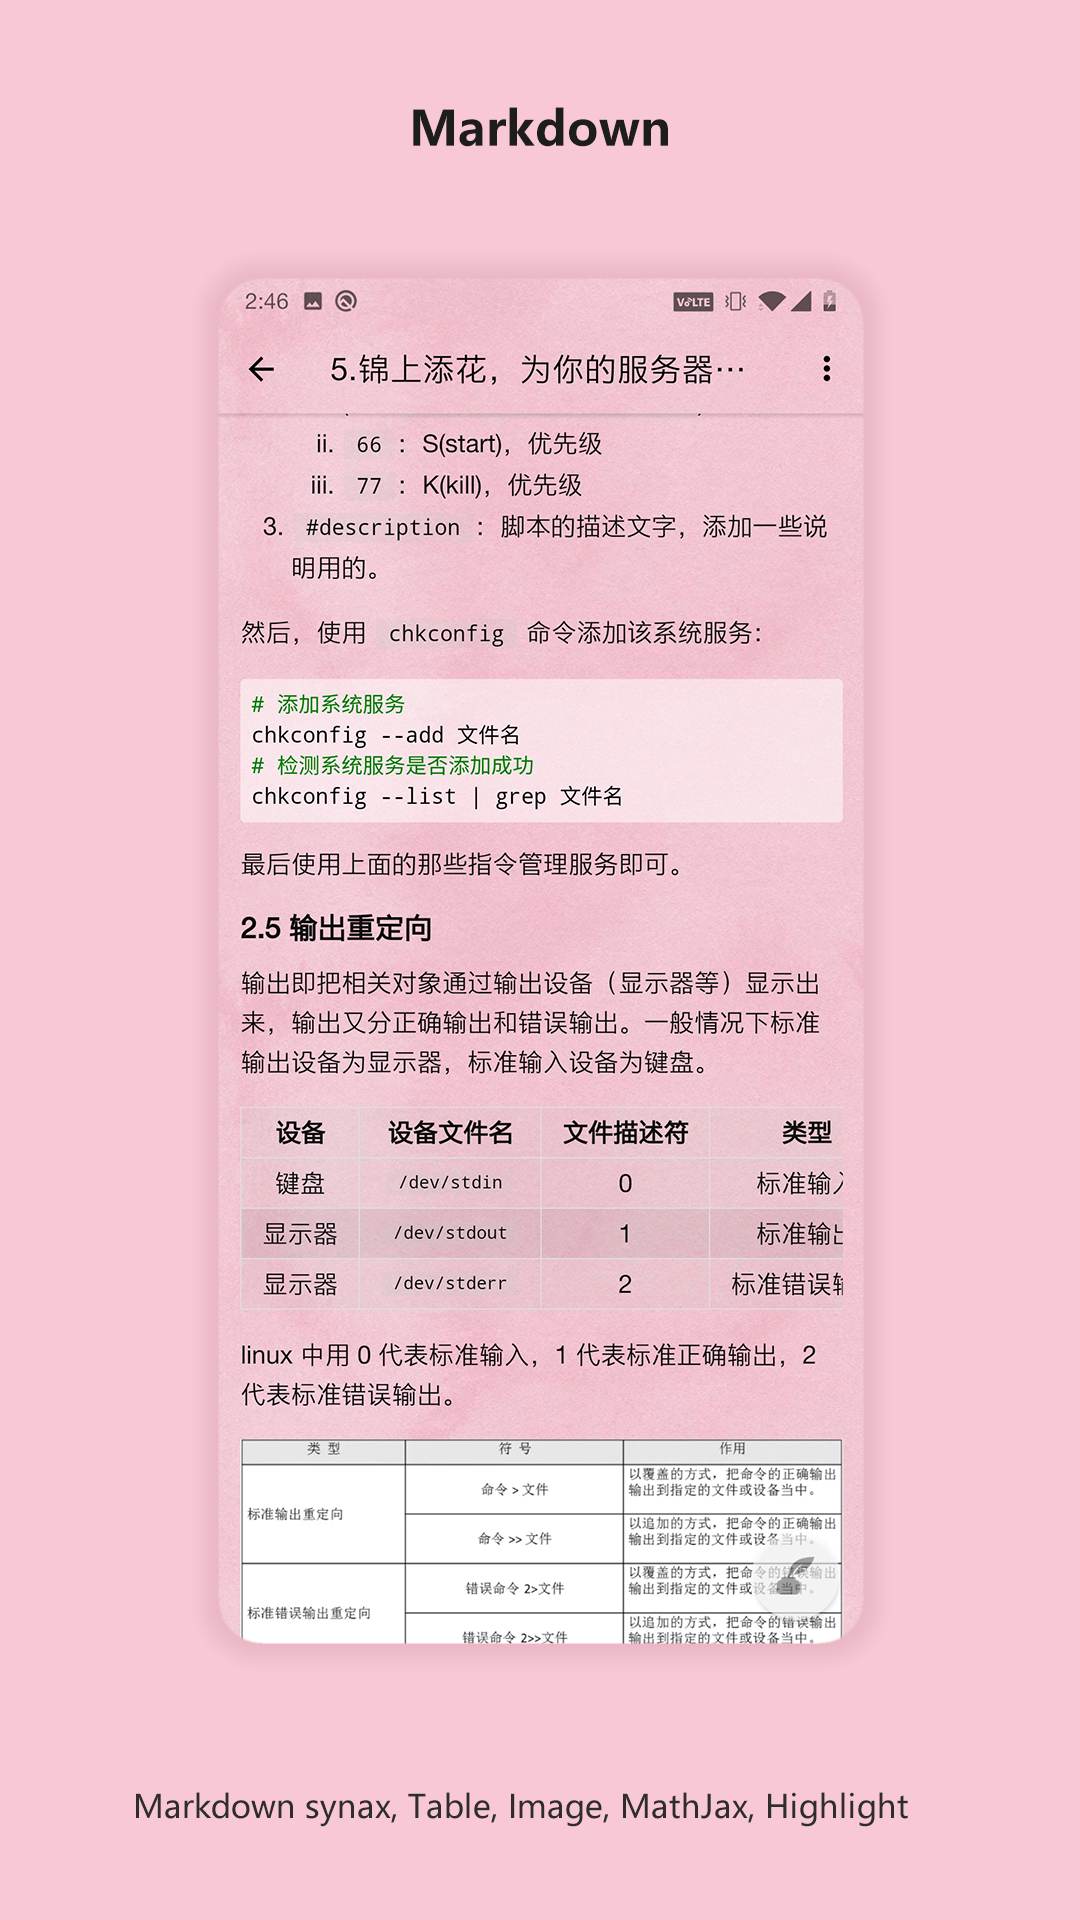 Markdown
2:46
VoLTE
5.锦上添花，为你的服务器…
ii. 66 ： S(start)，优先级
iii. 77 ： K(kill)，优先级
3. #description ： 脚本的描述文字，添加一些说
明用的。
然后，使用 chkconfig 命令添加该系统服务：
# 添加系统服务
chkconfig --add 文件名
# 检测系统服务是否添加成功
chkconfig --list | grep 文件名
最后使用上面的那些指令管理服务即可。
2.5 输出重定向
输出即把相关对象通过输出设备（显示器等）显示出
来，输出又分正确输出和错误输出。一般情况下标准
输出设备为显示器，标准输入设备为键盘。
设备 设备文件名 文件描述符 类型
键盘 /dev/stdin 0 标准输入
显示器 /dev/stdout 1 标准输出
显示器 /dev/stderr 2 标准错误输
linux 中用 0 代表标准输入，1 代表标准正确输出，2
代表标准错误输出。
类 型 符 号 作用
标准输出重定向
命令 > 文件
以覆盖的方式，把命令的正确输出
输出到指定的文件或设备当中。
命令 >> 文件
以追加的方式，把命令的正确输出
输出到指定的文件或设备当中。
标准错误输出重定向
错误命令 2>文件
以覆盖的方式，把命令的错误输出
输出到指定的文件或设备当中。
错误命令 2>>文件
以追加的方式，把命令的错误输出
输出到指定的文件或设备当中。
Markdown synax, Table, Image, MathJax, Highlight